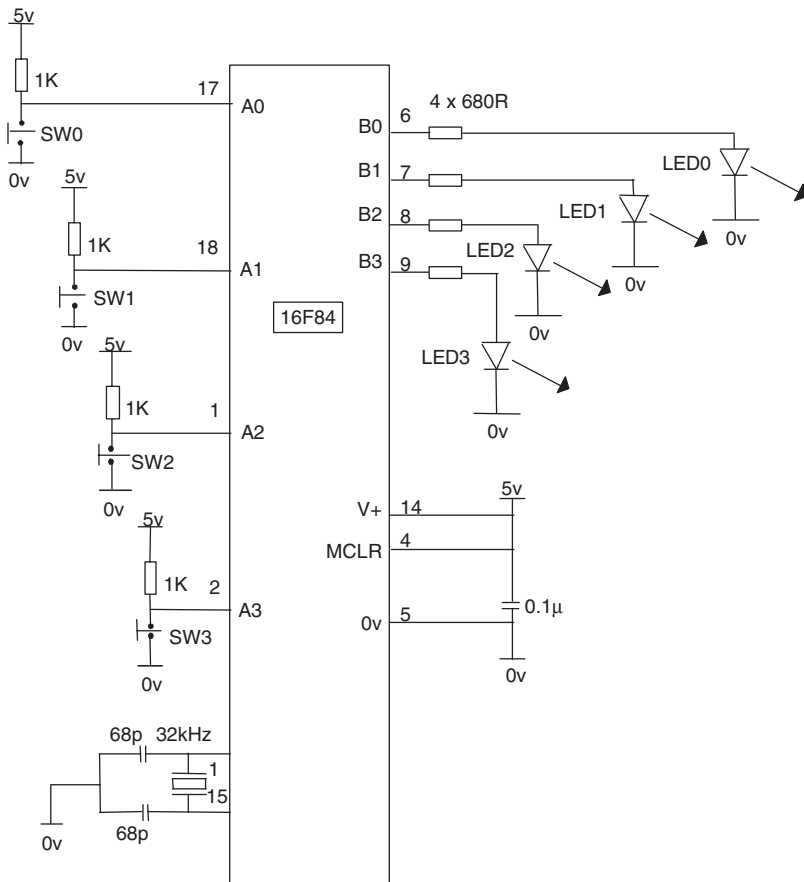 5v
1K
17
A0
SW0
0v
5v
1K
18
A1
SW1
0v
5v
1K
1
A2
SW2
0v
5v
1K
2
A3
SW3
0v
68p
32kHz
1
15
68p
0v
16F84
4 x 680R
B0
6
LED0
0v
B1
7
LED1
0v
B2
8
LED2
0v
B3
9
LED3
0v
5v
V+
14
MCLR
4
0.1µ
0v
5
0v